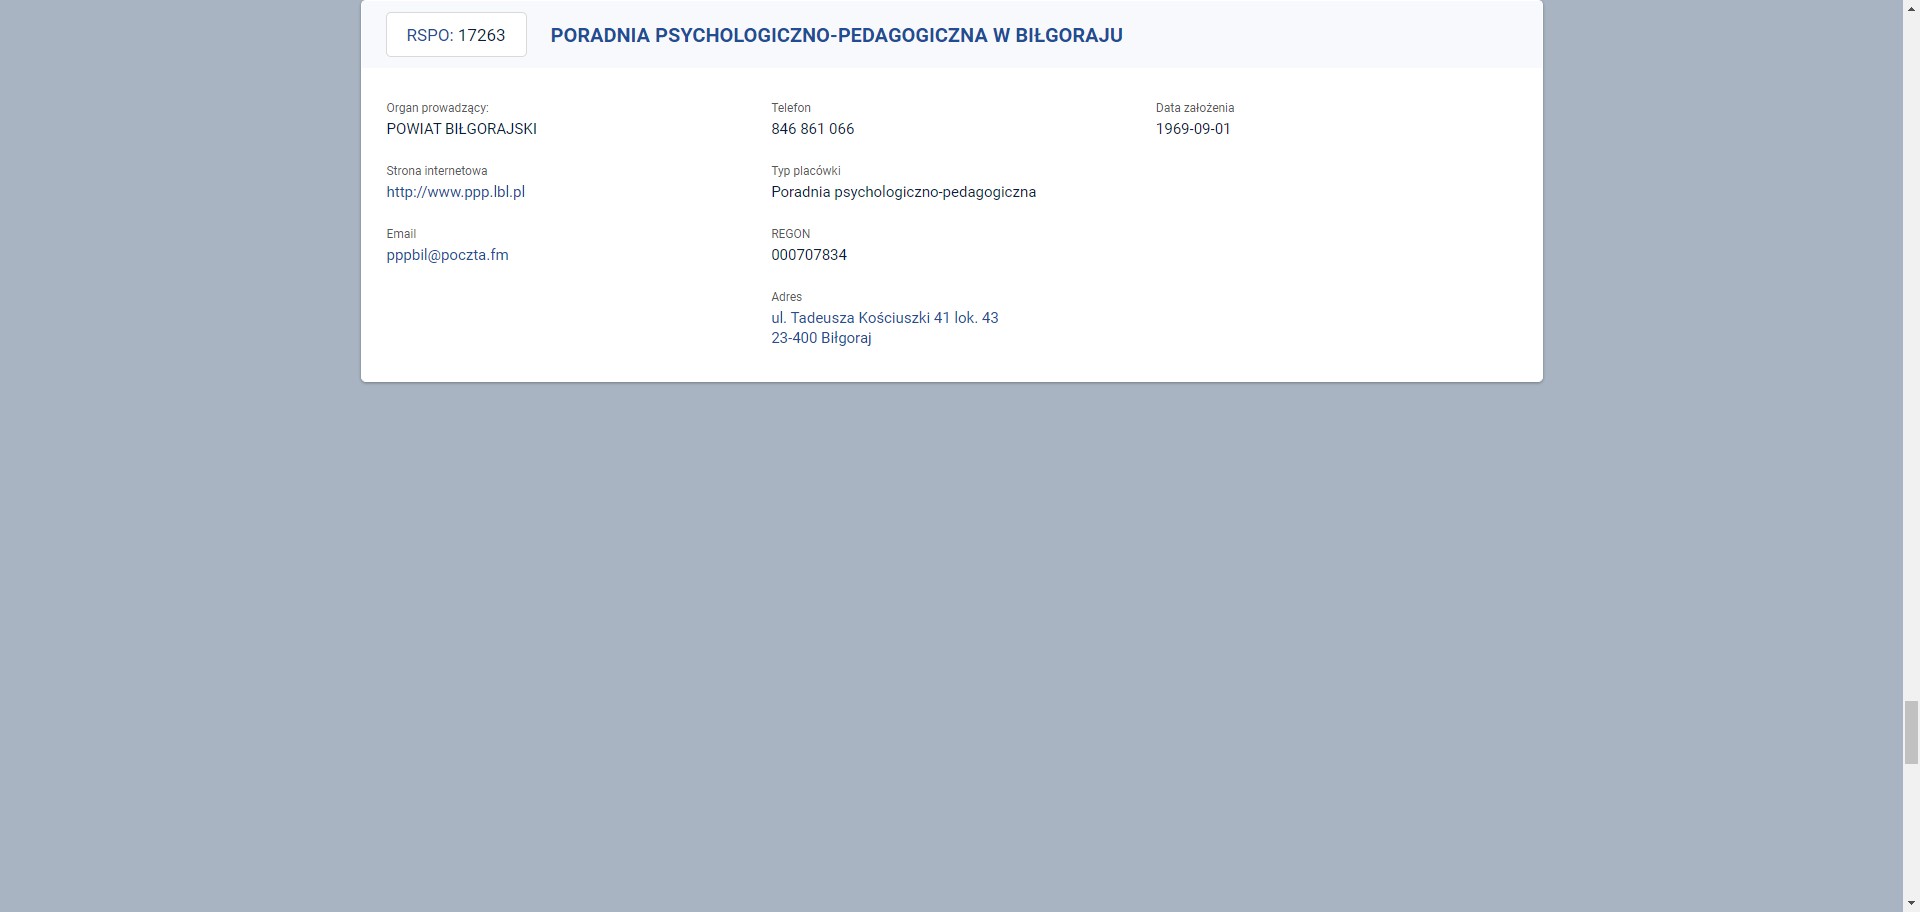 RSPO: 17263
PORADNIA PSYCHOLOGICZNO-PEDAGOGICZNA W BIŁGORAJU
Organ prowadzący:
POWIAT BIŁGORAJSKI
Strona internetowa
http://www.ppp.lbl.pl
Email
pppbil@poczta.fm
Telefon
846 861 066
Typ placówki
Poradnia psychologiczno-pedagogiczna
REGON
000707834
Adres
ul. Tadeusza Kościuszki 41 lok. 43
23-400 Biłgoraj
Data założenia
1969-09-01